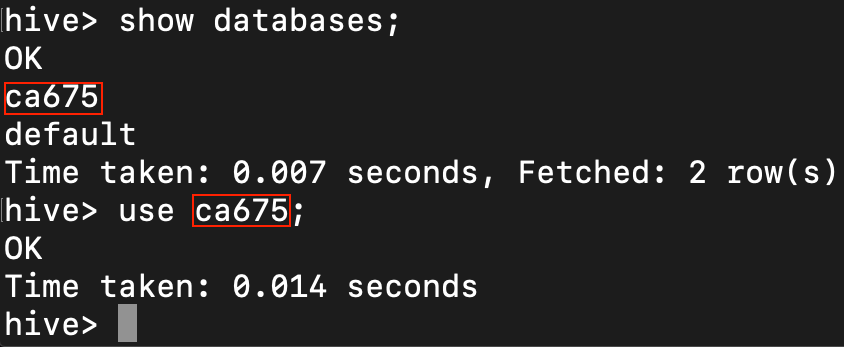 hive> show databases;
OK
ca675
default
Time taken: 0.007 seconds, Fetched: 2 row(s)
hive> use ca675;
OK
Time taken: 0.014 seconds
hive>